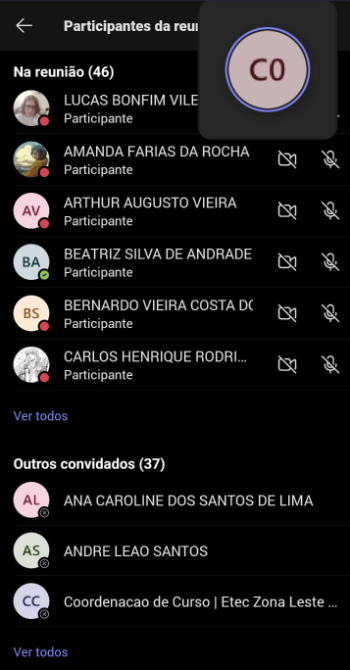 Participantes da reun
C0
Na reunião (46)
LUCAS BONFIM VILE
Participante
AMANDA FARIAS DA ROCHA
Participante
AV
ARTHUR AUGUSTO VIEIRA
Participante
BA
BEATRIZ SILVA DE ANDRADE
Participante
BS
BERNARDO VIEIRA COSTA DO
Participante
CARLOS HENRIQUE RODRI...
Participante
Ver todos
Outros convidados (37)
AL
ANA CAROLINE DOS SANTOS DE LIMA
AS
ANDRE LEAO SANTOS
CC
Coordenacao de Curso | Etec Zona Leste ...
Ver todos